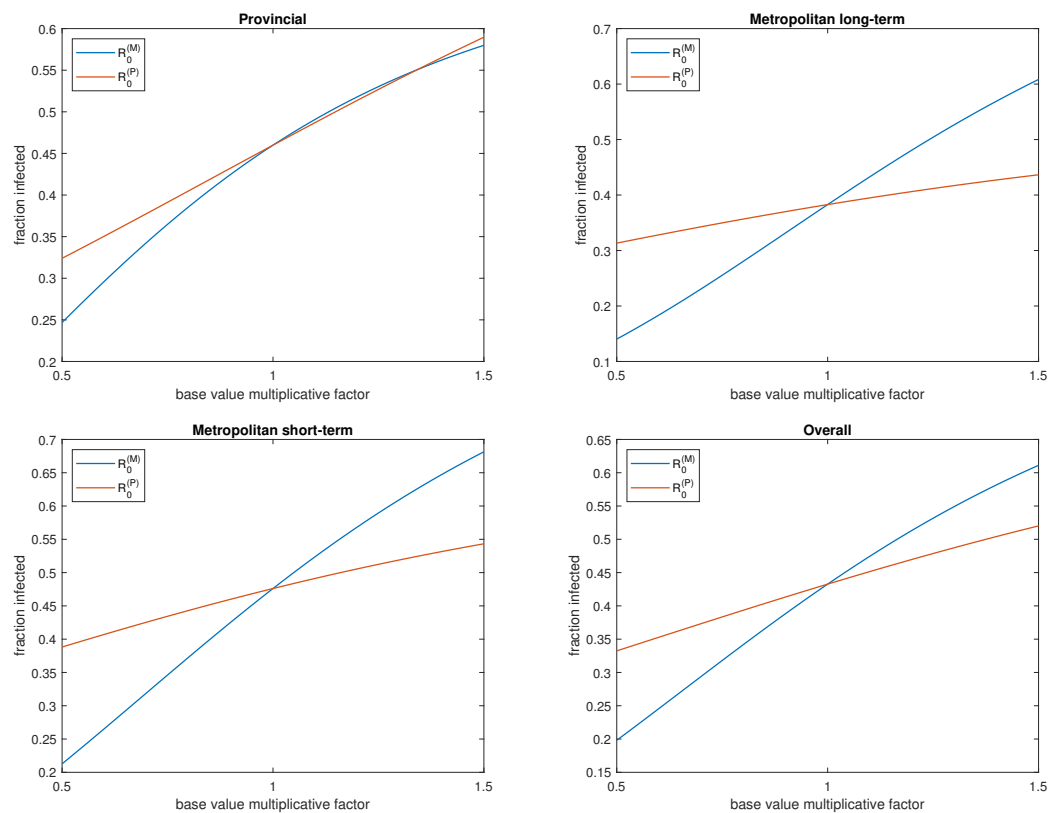 Provincial
0.6
0.55
0.5
0.45
0.4
0.35
0.3
0.25
0.2
fraction infected
R0(M)
R0(P)
0.5
1
1.5
base value multiplicative factor
Metropolitan long-term
0.7
0.6
0.5
0.4
0.3
0.2
0.1
fraction infected
R0(M)
R0(P)
0.5
1
1.5
base value multiplicative factor
Metropolitan short-term
0.7
0.65
0.6
0.55
0.5
0.45
0.4
0.35
0.3
0.25
0.2
fraction infected
R0(M)
R0(P)
0.5
1
1.5
base value multiplicative factor
Overall
0.65
0.6
0.55
0.5
0.45
0.4
0.35
0.3
0.25
0.2
0.15
fraction infected
R0(M)
R0(P)
0.5
1
1.5
base value multiplicative factor